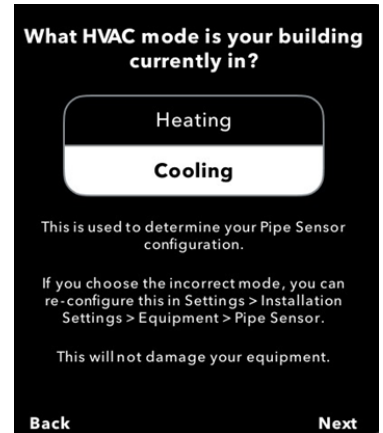 What HVAC mode is your building
currently in?
Heating
Cooling
This is used to determine your Pipe Sensor
configuration.
If you choose the incorrect mode, you can
re-configure this in Settings > Installation
Settings > Equipment > Pipe Sensor.
This will not damage your equipment.
Back Next